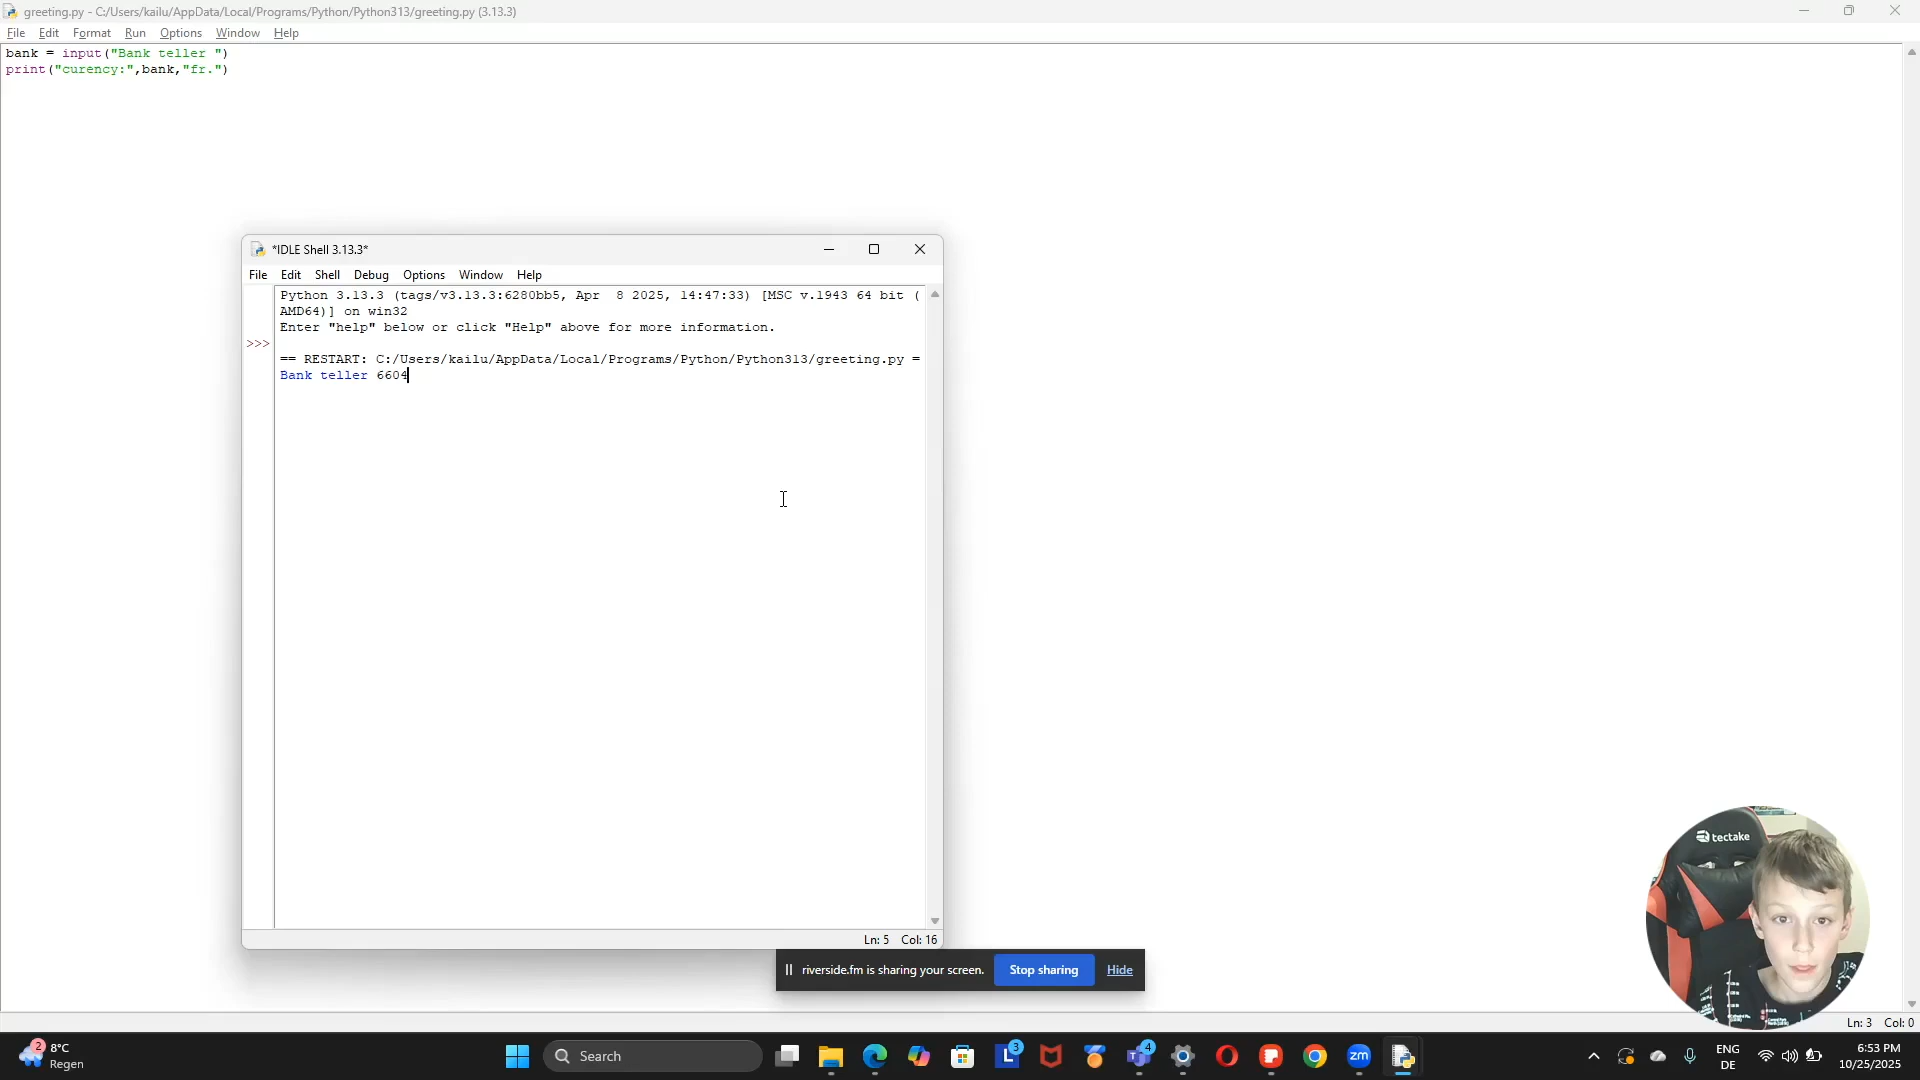 greeting.py - C:/Users/kailu/AppData/Local/Programs/Python/Python313/greeting.py (3.13.3)
File Edit Format Run Options Window Help
bank = input("Bank teller ")
print("curency:",bank,"fr.")
*IDLE Shell 3.13.3*
File Edit Shell Debug Options Window Help
Python 3.13.3 (tags/v3.13.3:6280bb5, Apr  8 2025, 14:47:33) [MSC v.1943 64 bit (
AMD64)] on win32
Enter "help" below or click "Help" above for more information.
>>>
== RESTART: C:/Users/kailu/AppData/Local/Programs/Python/Python313/greeting.py =
Bank teller 6604
Ln: 5 Col: 16
riverside.fm is sharing your screen. Stop sharing Hide
tectake
Ln: 3 Col: 0
2 8°C
Regen
Search
L 3
4
zm
ENG
DE
6:53 PM
10/25/2025